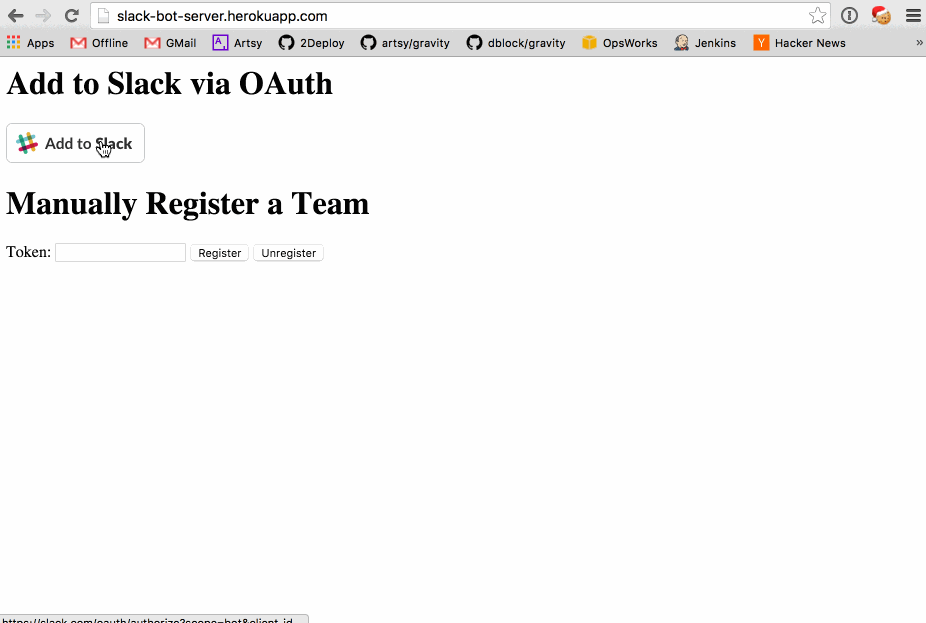 slack-bot-server.herokuapp.com
Apps Offline GMail Artsy 2Deploy artsy/gravity dblock/gravity OpsWorks Jenkins Y Hacker News »
Add to Slack via OAuth
Add to Slack
Manually Register a Team
Token: Register Unregister
https://slack.com/oauth/authorize?scope=bot&client_id...